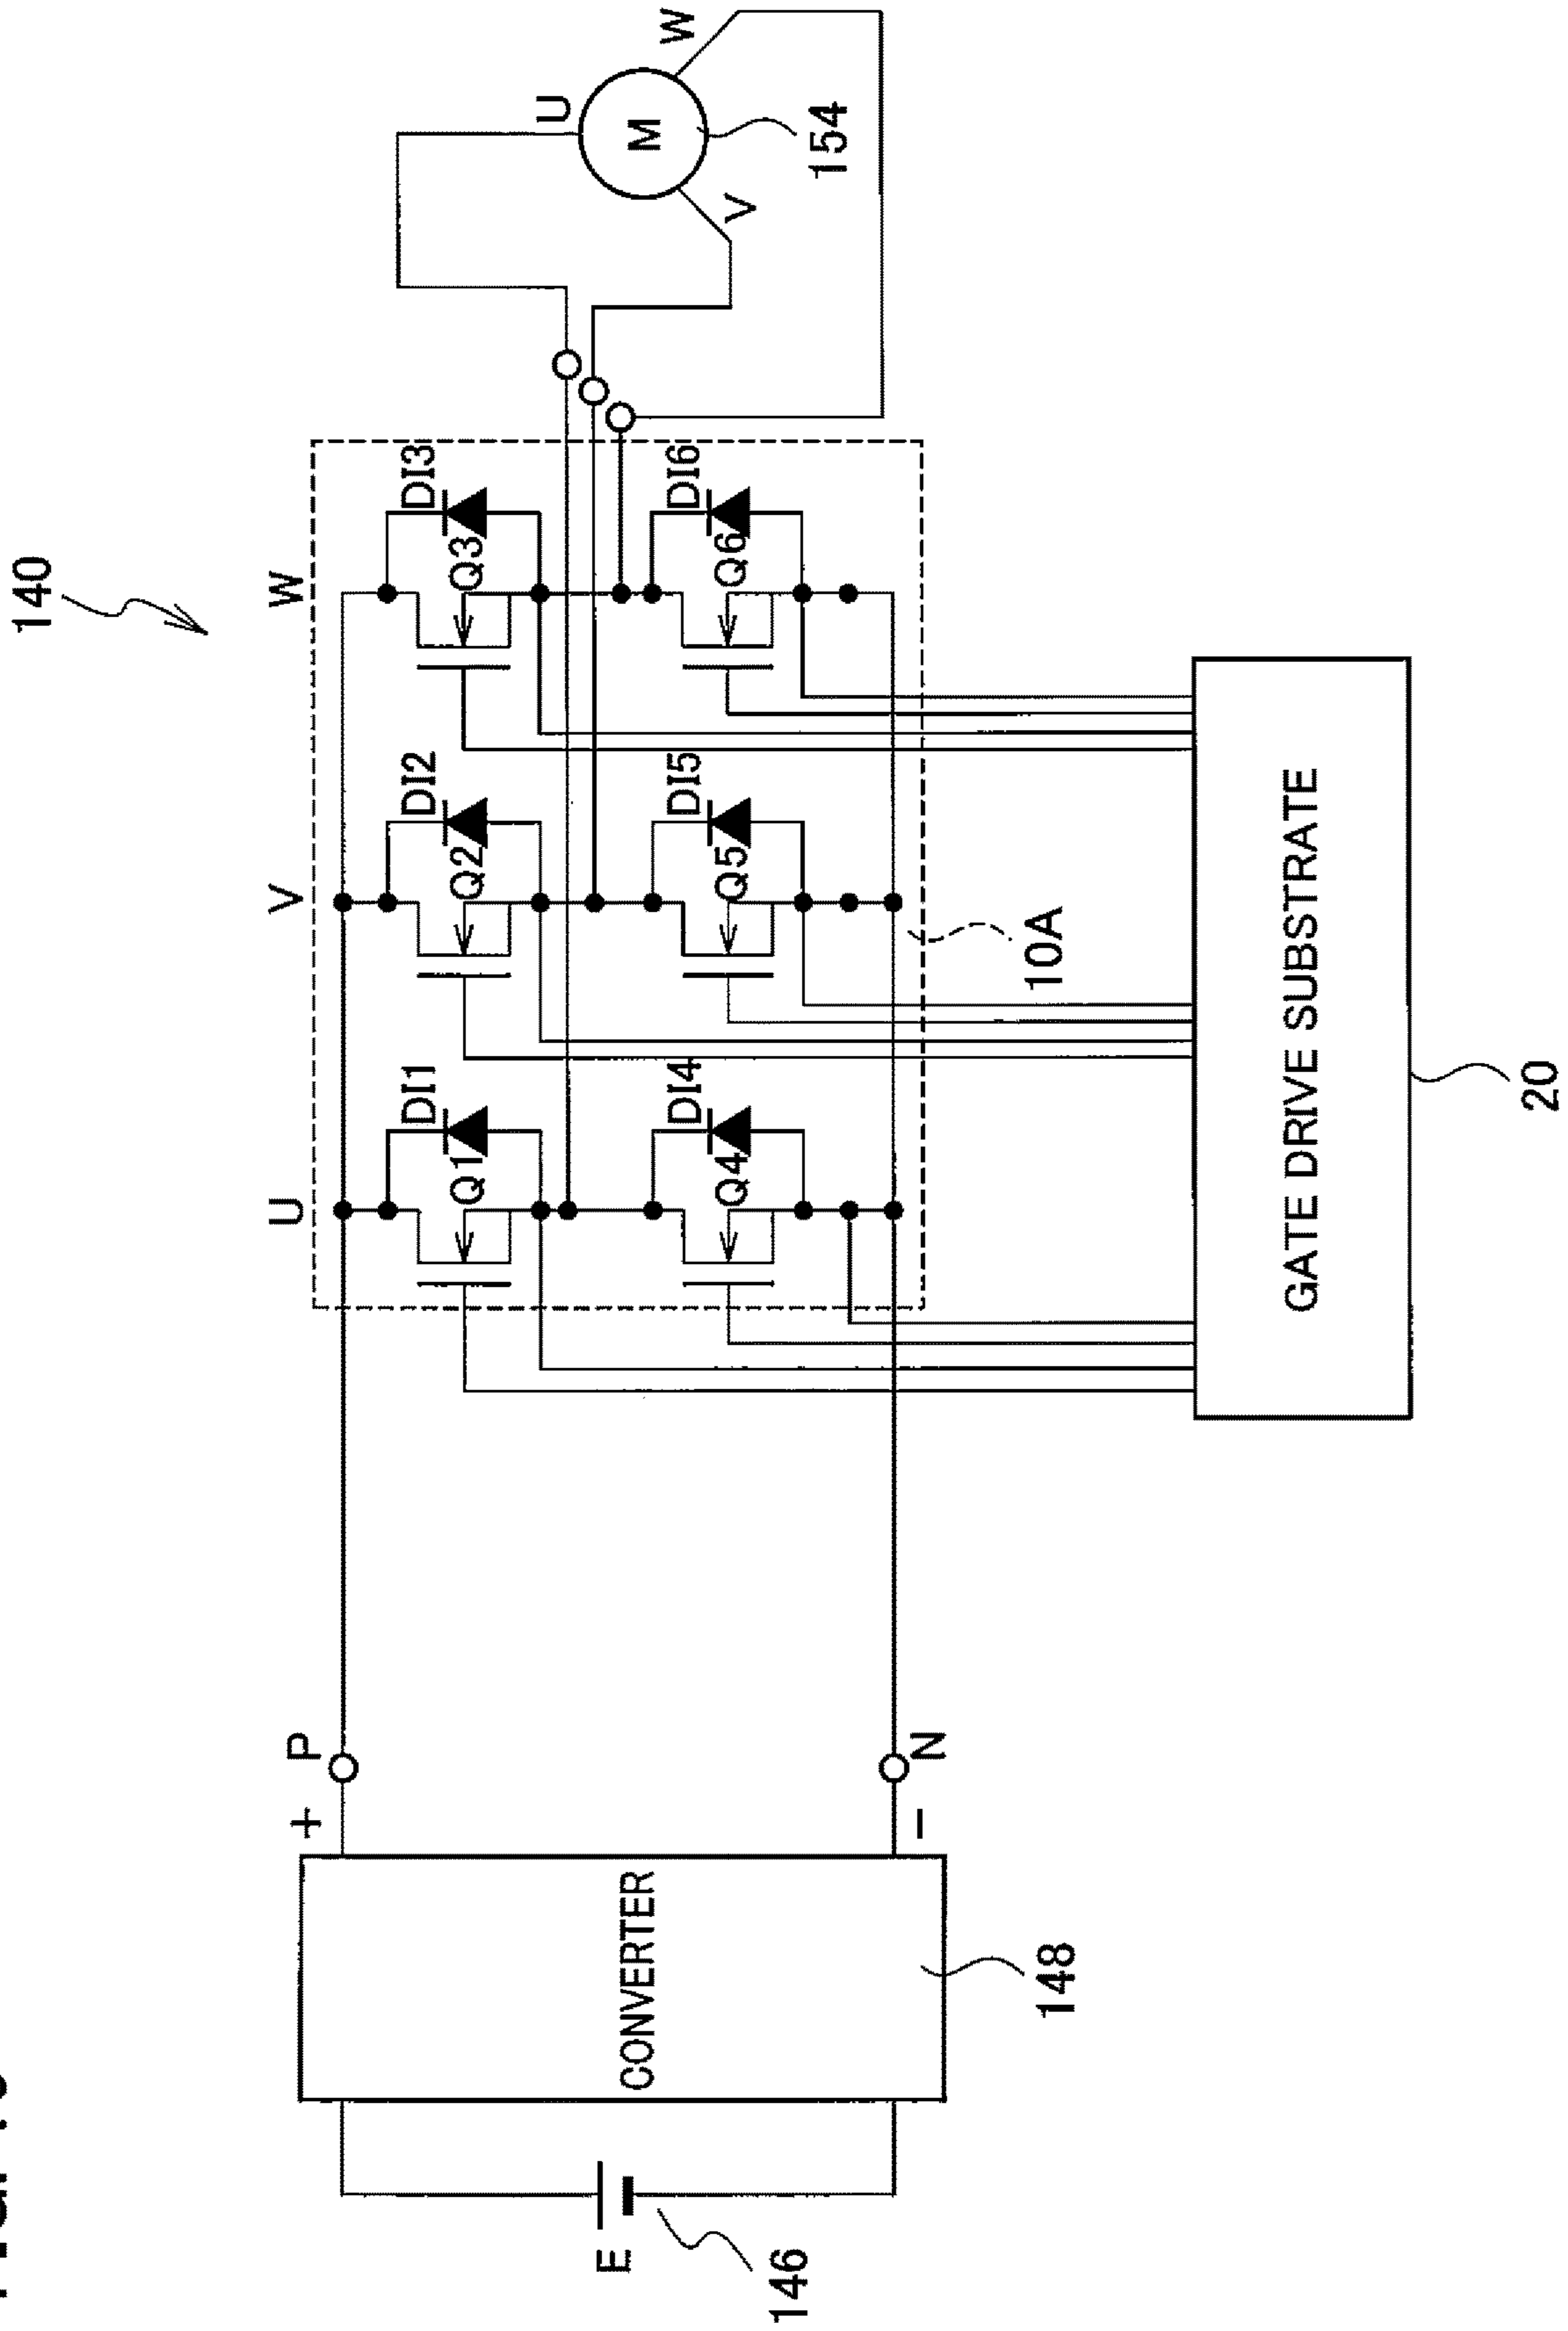 140
U
V
W
DI1
DI2
DI3
Q1
Q2
Q3
DI4
DI5
DI6
Q4
Q5
Q6
10A
U
V
W
M
154
P
N
+
−
CONVERTER
148
E
146
GATE DRIVE SUBSTRATE
20